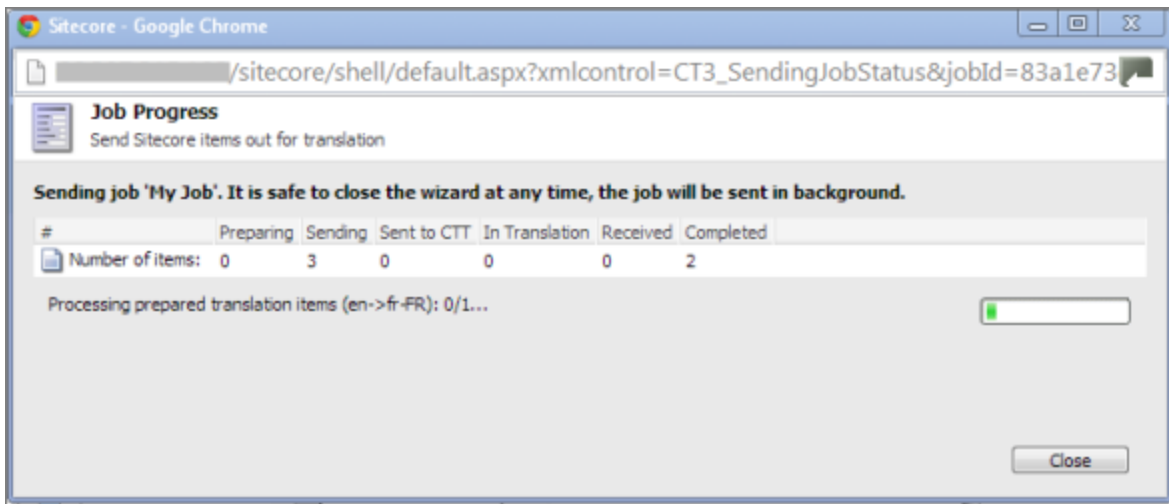 Sitecore - Google Chrome
/sitecore/shell/default.aspx?xmlcontrol=CT3_SendingJobStatus&jobId=83a1e73
Job Progress
Send Sitecore items out for translation
Sending job 'My Job'. It is safe to close the wizard at any time, the job will be sent in background.
# Preparing Sending Sent to CTT In Translation Received Completed
Number of items: 0 3 0 0 0 2
Processing prepared translation items (en->fr-FR): 0/1...
Close